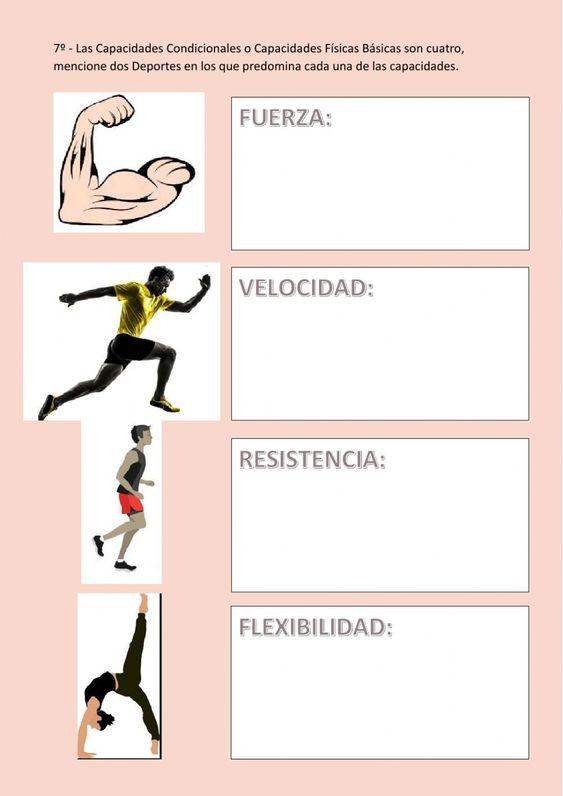 7º - Las Capacidades Condicionales o Capacidades Físicas Básicas son cuatro,
mencione dos Deportes en los que predomina cada una de las capacidades.
FUERZA:
VELOCIDAD:
RESISTENCIA:
FLEXIBILIDAD: